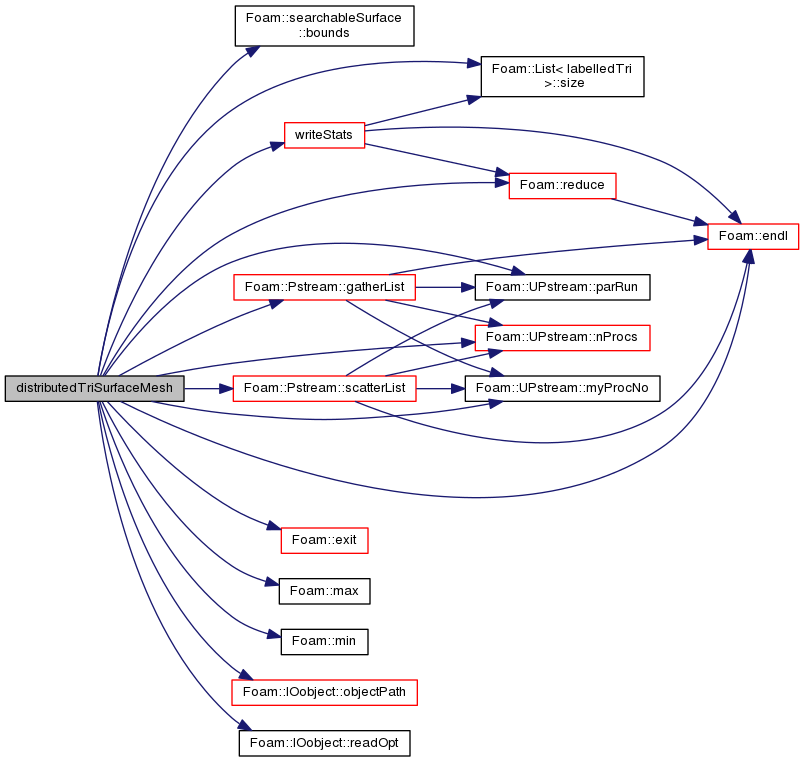 Foam::searchableSurface
::bounds
Foam::List< labelledTri
>::size
writeStats
Foam::reduce
Foam::endl
Foam::Pstream::gatherList
Foam::UPstream::parRun
Foam::UPstream::nProcs
distributedTriSurfaceMesh
Foam::Pstream::scatterList
Foam::UPstream::myProcNo
Foam::exit
Foam::max
Foam::min
Foam::IOobject::objectPath
Foam::IOobject::readOpt